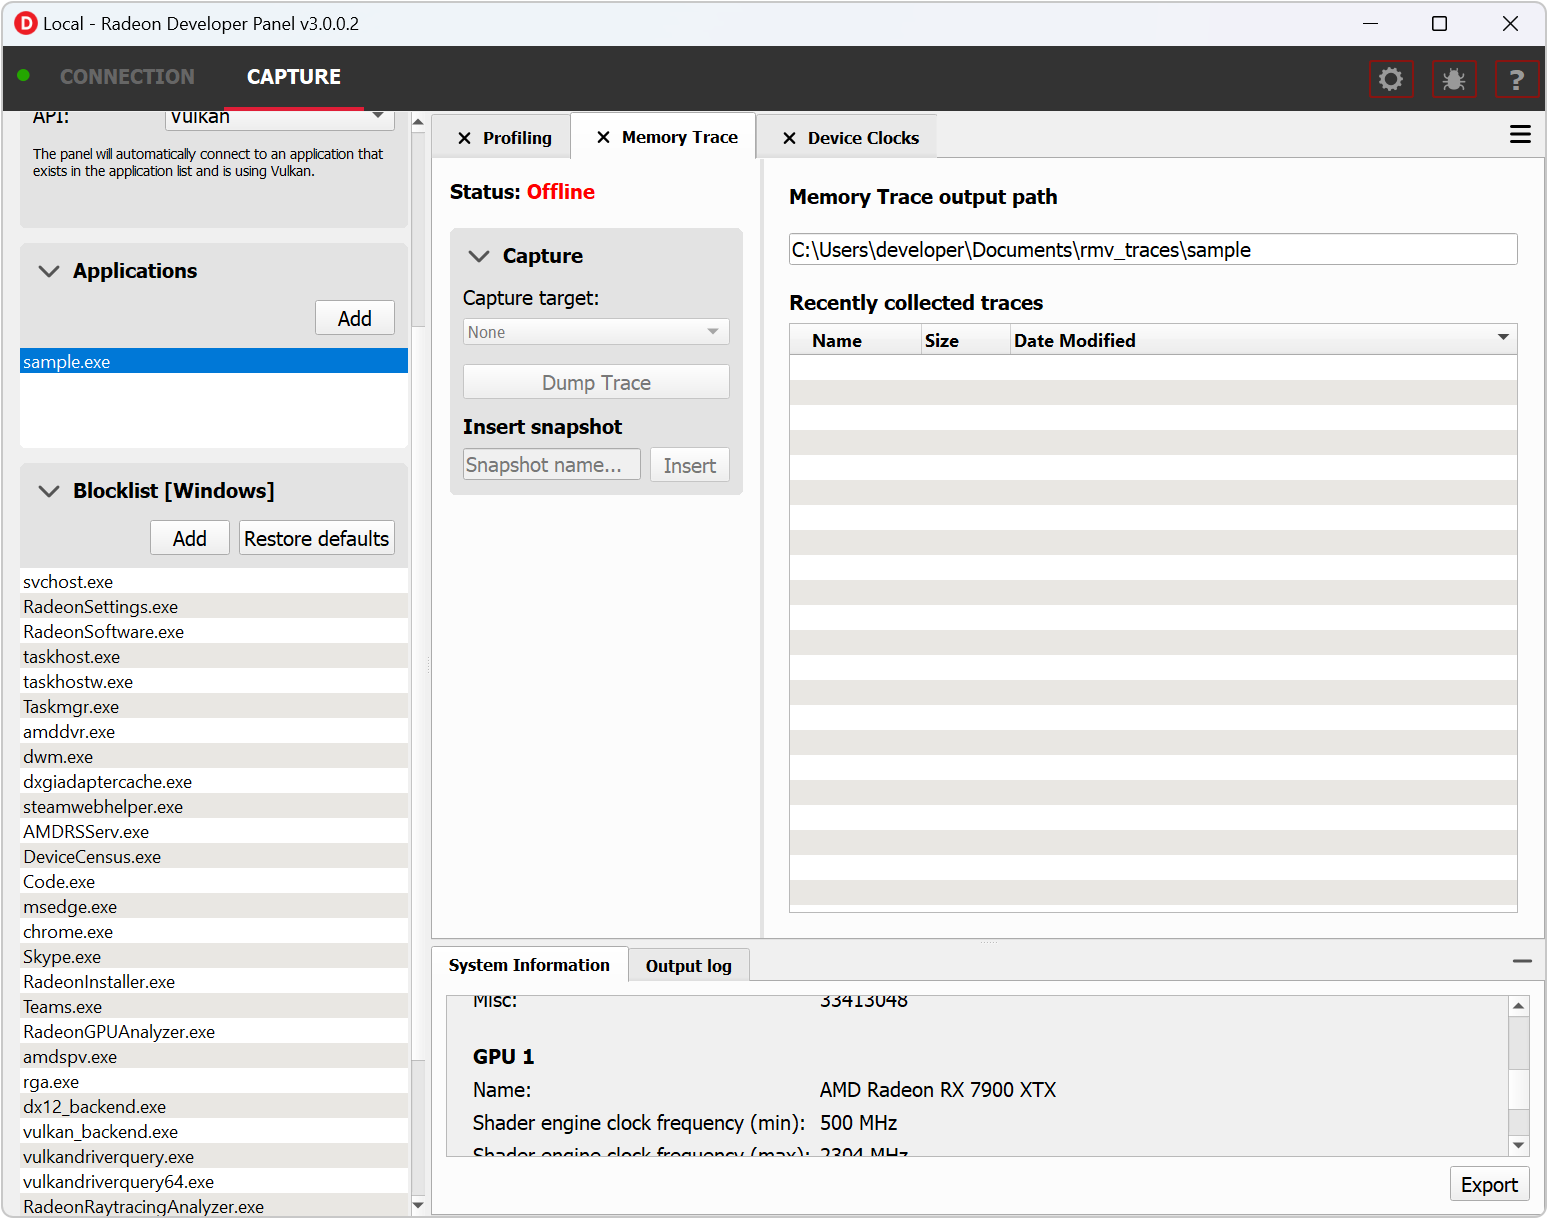 D Local - Radeon Developer Panel v3.0.0.2
CONNECTION
CAPTURE
?
API:
Vulkan
The panel will automatically connect to an application that
exists in the application list and is using Vulkan.
Applications
Add
sample.exe
Blocklist [Windows]
Add
Restore defaults
svchost.exe
RadeonSettings.exe
RadeonSoftware.exe
taskhost.exe
taskhostw.exe
Taskmgr.exe
amddvr.exe
dwm.exe
dxgiadaptercache.exe
steamwebhelper.exe
AMDRSServ.exe
DeviceCensus.exe
Code.exe
msedge.exe
chrome.exe
Skype.exe
RadeonInstaller.exe
Teams.exe
RadeonGPUAnalyzer.exe
amdspv.exe
rga.exe
dx12_backend.exe
vulkan_backend.exe
vulkandriverquery.exe
vulkandriverquery64.exe
RadeonRaytracingAnalyzer.exe
Profiling
Memory Trace
Device Clocks
Status: Offline
Capture
Capture target:
None
Dump Trace
Insert snapshot
Snapshot name...
Insert
Memory Trace output path
C:\Users\developer\Documents\rmv_traces\sample
Recently collected traces
Name
Size
Date Modified
System Information
Output log
Misc:
33413048
GPU 1
Name:
AMD Radeon RX 7900 XTX
Shader engine clock frequency (min):
500 MHz
Shader engine clock frequency (max):
2304 MHz
Export